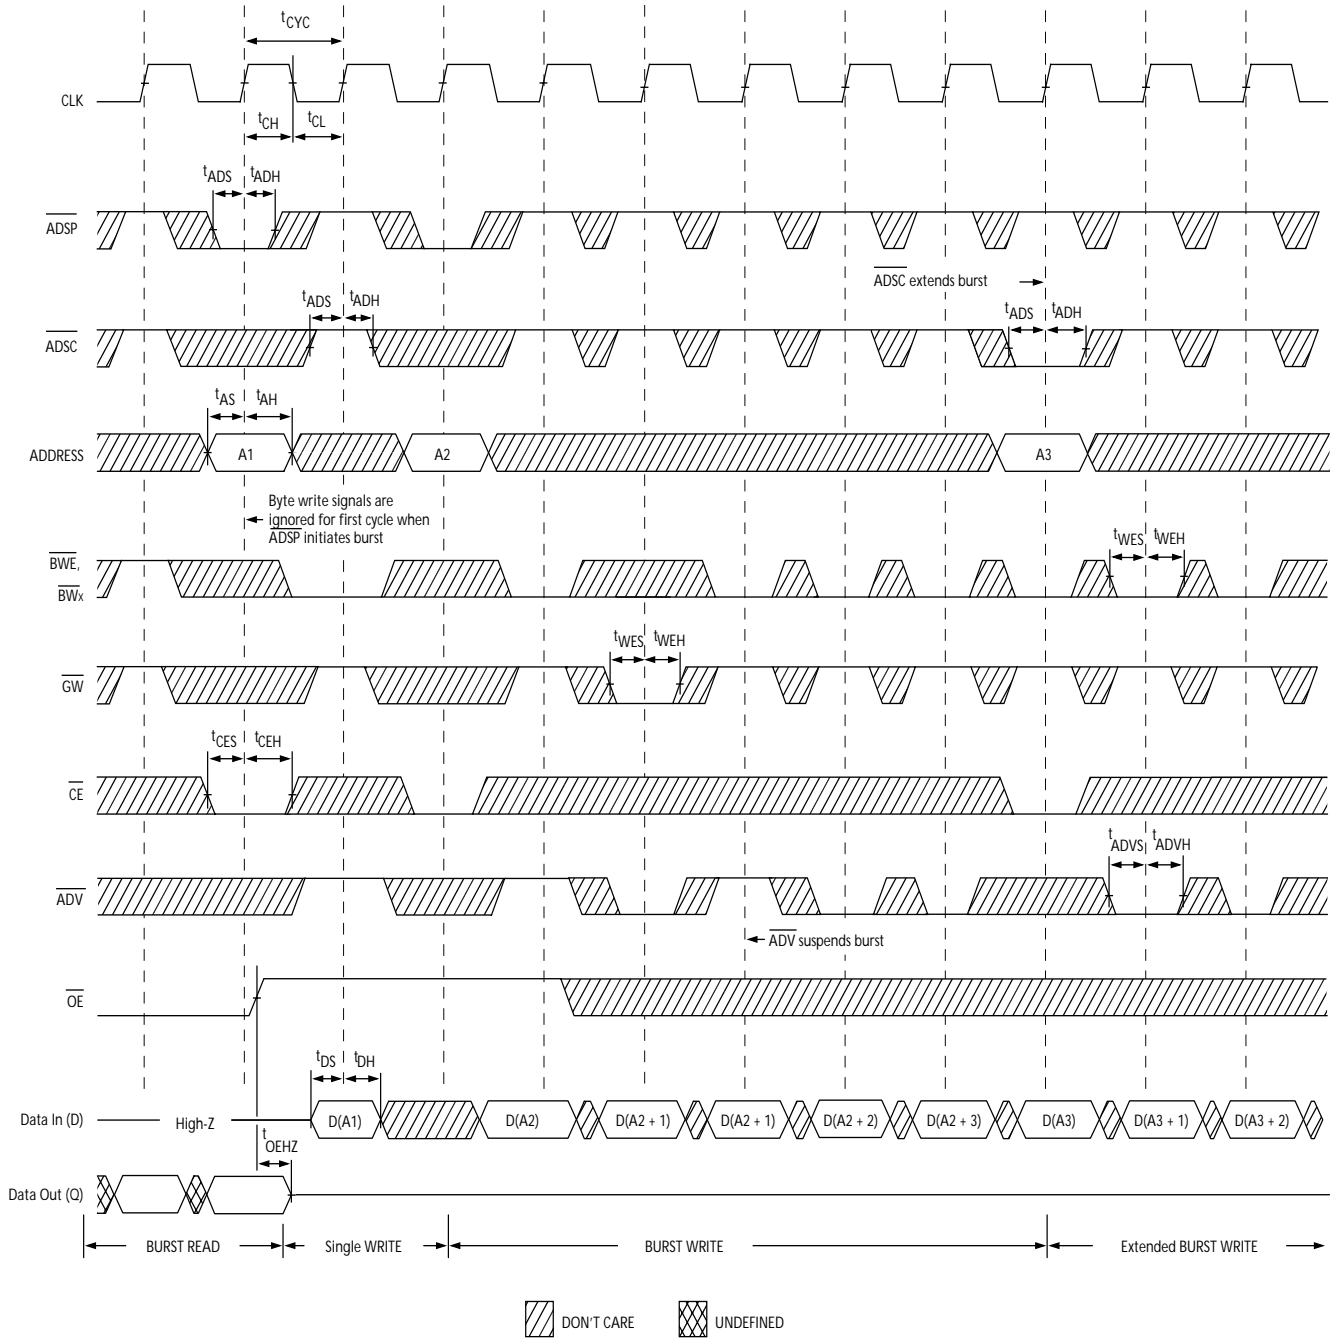 tCYC
CLK
tCH
tCL
tADS
tADH
ADSP
ADSC extends burst
tADS
tADH
tADS
tADH
ADSC
tAS
tAH
ADDRESS
A1
A2
A3
Byte write signals are
ignored for first cycle when
ADSP initiates burst
tWES
tWEH
BWE,
BWx
tWES
tWEH
GW
tCES
tCEH
CE
tADVS
tADVH
ADV
ADV suspends burst
OE
tDS
tDH
Data In (D)
High-Z
D(A1)
D(A2)
D(A2 + 1)
D(A2 + 1)
D(A2 + 2)
D(A2 + 3)
D(A3)
D(A3 + 1)
D(A3 + 2)
tOEHZ
Data Out (Q)
BURST READ
Single WRITE
BURST WRITE
Extended BURST WRITE
DON'T CARE
UNDEFINED